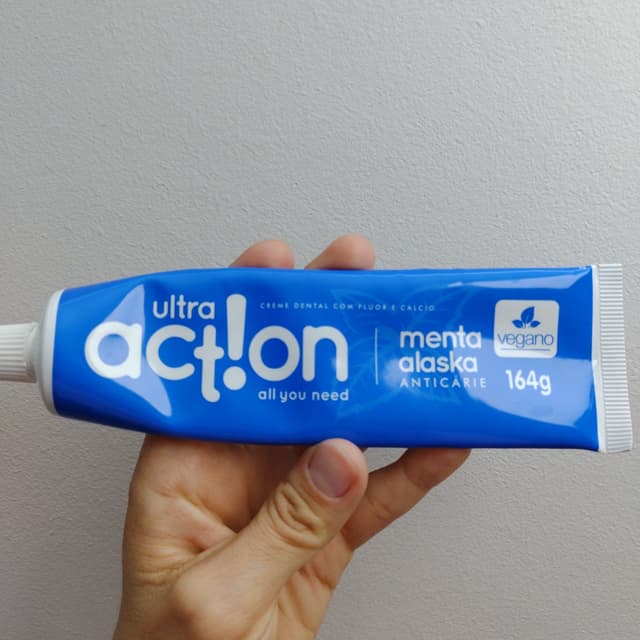 ultra
CREME DENTAL COM FLUOR E CALCIO
act!on
all you need
menta
alaska
ANTICÁRIE
vegano
164g